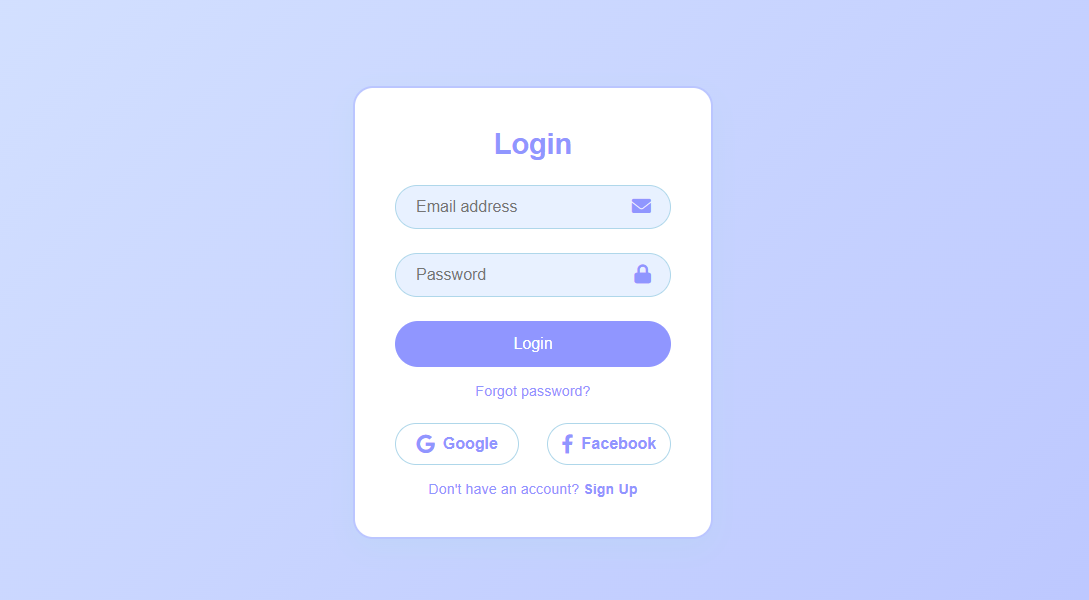 Login
Email address
Password
Login
Forgot password?
Google Facebook
Don't have an account? Sign Up